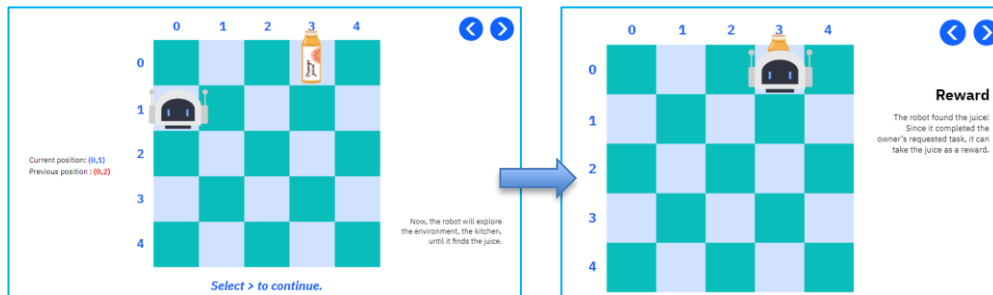 0 1 2 3 4
0
Orange
juice
1
2
Current position: (0,1)
Previous position : (0,2)
3
4
Now, the robot will explore
the environment, the kitchen,
until it finds the juice.
Select > to continue.
0 1 2 3 4
0
1
2
3
4
Reward
The robot found the juice!
Since it completed the
owner's requested task, it can
take the juice as a reward.